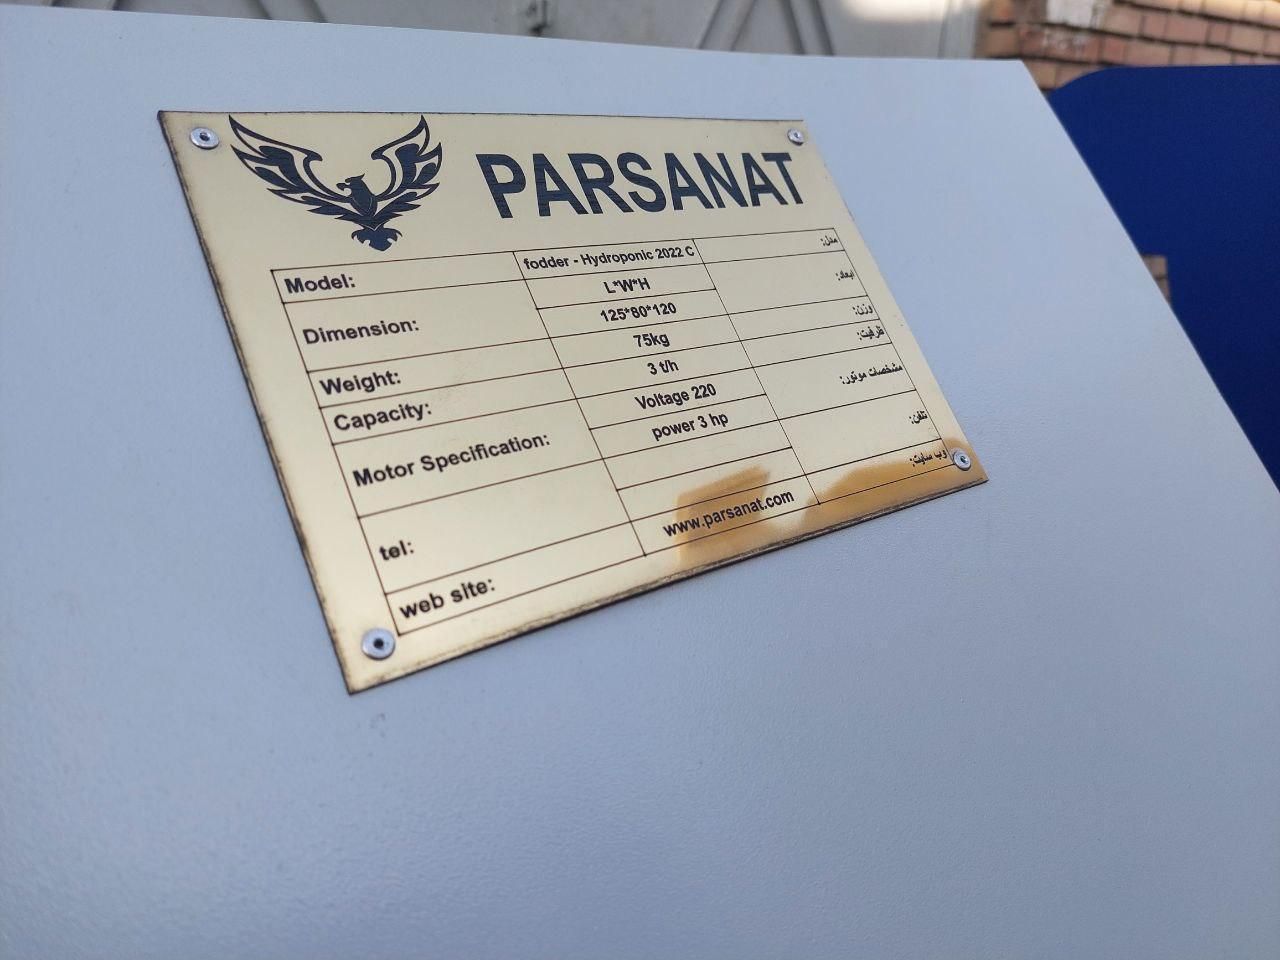 PARSANAT
Model: fodder - Hydroponic 2022 C مدل:
Dimension: L*W*H ابعاد:
125*80*120
Weight: 75kg وزن:
Capacity: 3 t/h ظرفیت:
Motor Specification: Voltage 220 مشخصات موتور:
power 3 hp
tel: تلفن:
web site: www.parsanat.com وب سایت: